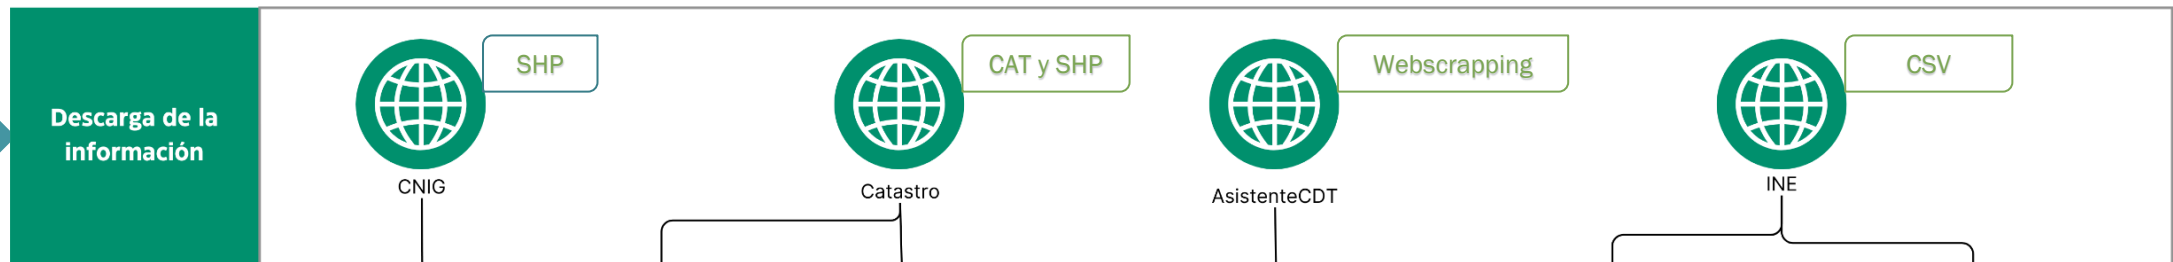 Descarga de la
información
SHP
CNIG
CAT y SHP
Catastro
Webscrapping
AsistenteCDT
CSV
INE